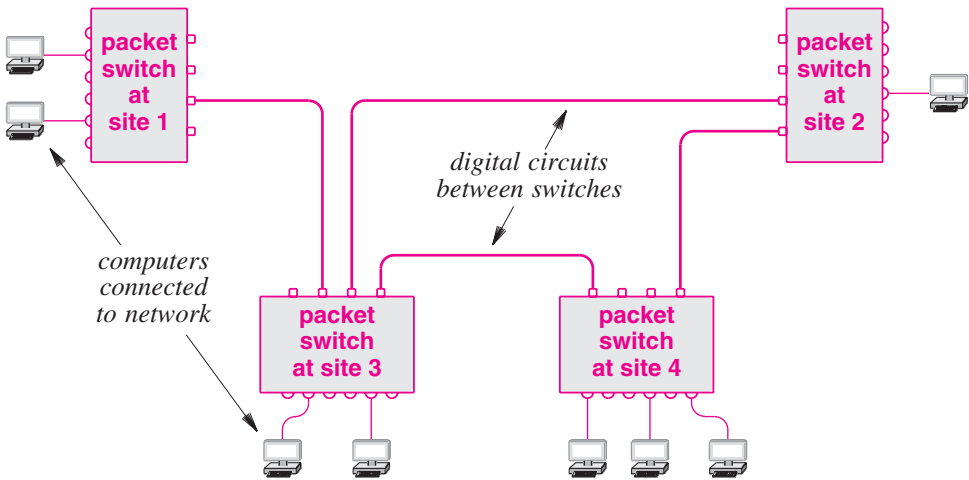 packet
switch
at
site 1
packet
switch
at
site 2
digital circuits
between switches
computers
connected
to network
packet
switch
at site 3
packet
switch
at site 4